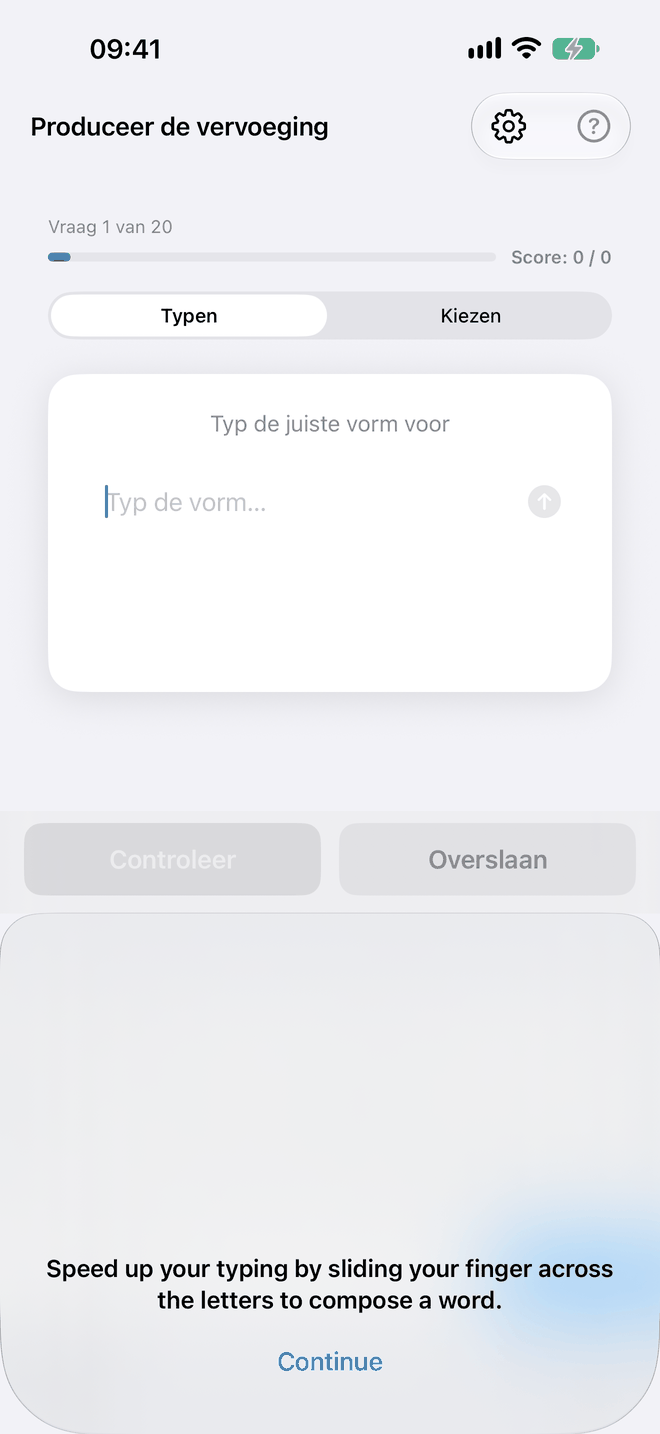 09:41
Produceer de vervoeging
?
Vraag 1 van 20
Score: 0 / 0
Typen
Kiezen
Typ de juiste vorm voor
Typ de vorm...
Controleer
Overslaan
Speed up your typing by sliding your finger across
the letters to compose a word.
Continue